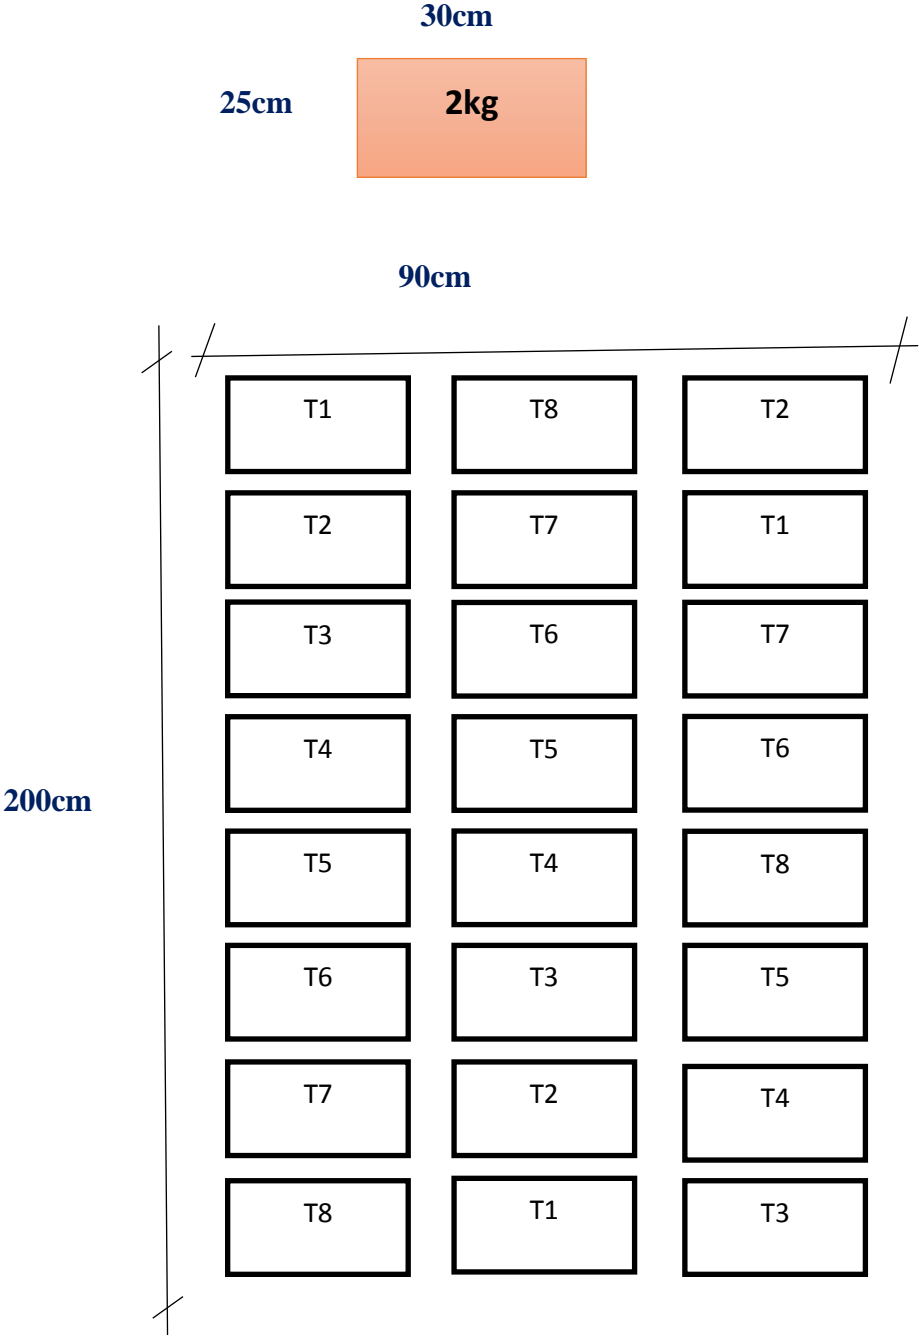 30cm
25cm
2kg
90cm
T1 T8 T2
T2 T7 T1
T3 T6 T7
T4 T5 T6
200cm
T5 T4 T8
T6 T3 T5
T7 T2 T4
T8 T1 T3